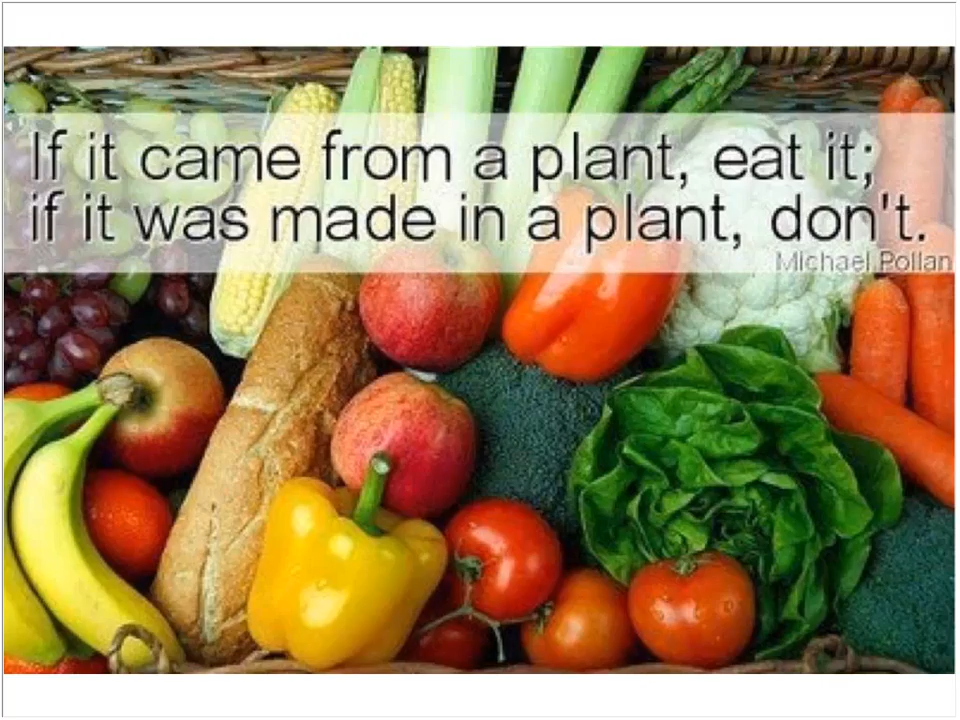 If it came from a plant, eat it;
if it was made in a plant, don't.
Michael Pollan